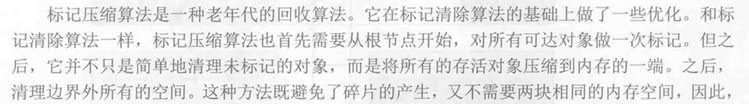 标记压缩算法是一种老年代的回收算法。它在标记清除算法的基础上做了一些优化。和标
记清除算法一样，标记压缩算法也首先需要从根节点开始，对所有可达对象做一次标记。但之
后，它并不只是简单地清理未标记的对象，而是将所有的存活对象压缩到内存的一端。之后，
清理边界外所有的空间。这种方法既避免了碎片的产生，又不需要两块相同的内存空间，因此，